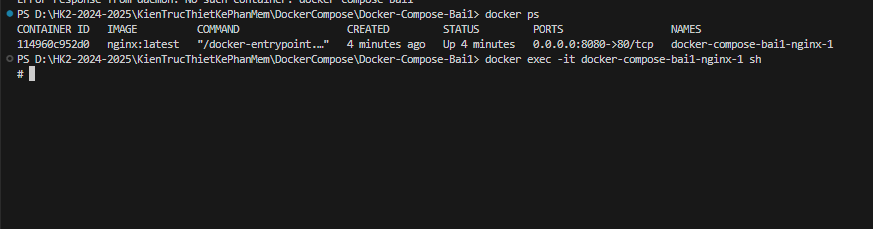 Error response from daemon: No such container: docker-compose-bai1
PS D:\HK2-2024-2025\KienTrucThietKePhanMem\DockerCompose\Docker-Compose-Bai1> docker ps
CONTAINER ID IMAGE COMMAND CREATED STATUS PORTS NAMES
114960c952d0 nginx:latest "/docker-entrypoint.…" 4 minutes ago Up 4 minutes 0.0.0.0:8080->80/tcp docker-compose-bai1-nginx-1
PS D:\HK2-2024-2025\KienTrucThietKePhanMem\DockerCompose\Docker-Compose-Bai1> docker exec -it docker-compose-bai1-nginx-1 sh
#